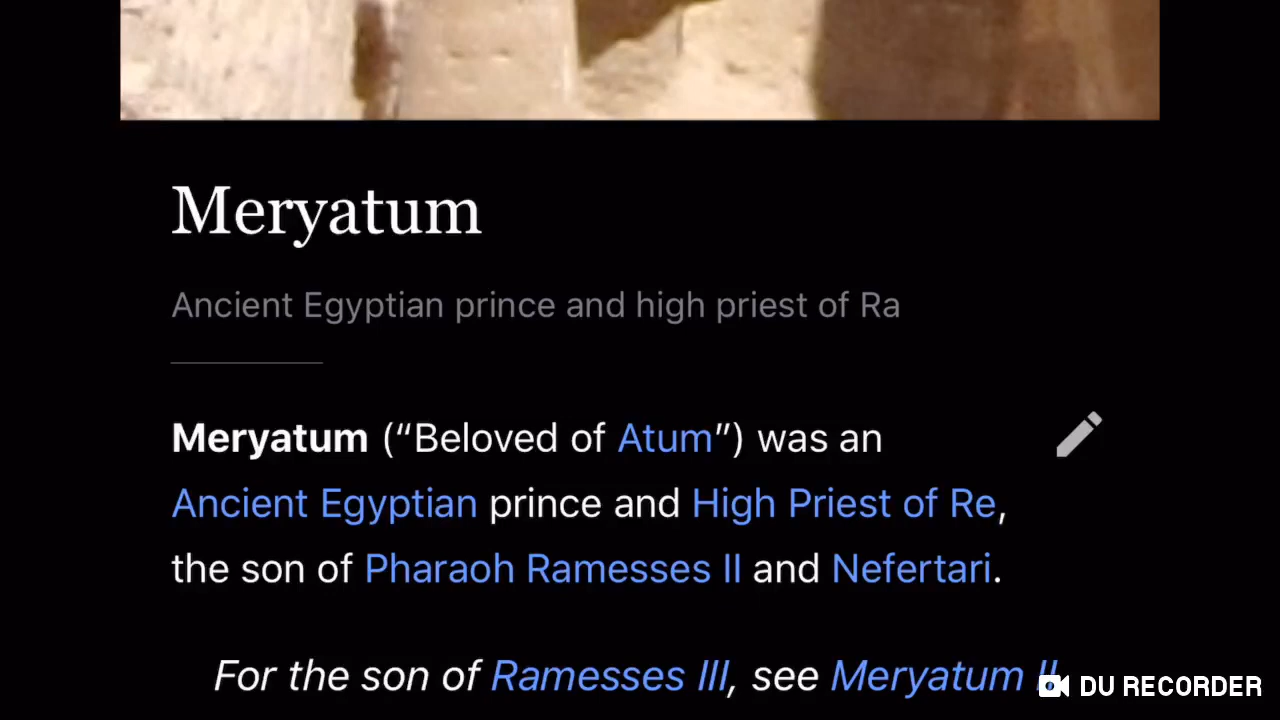 Meryatum
Ancient Egyptian prince and high priest of Ra
Meryatum (“Beloved of Atum”) was an
Ancient Egyptian prince and High Priest of Re,
the son of Pharaoh Ramesses II and Nefertari.
For the son of Ramesses III, see Meryatum II.
DU RECORDER